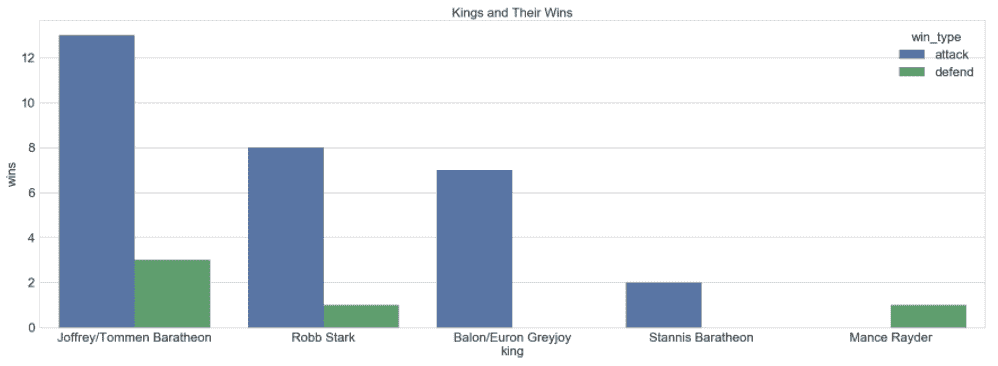 Kings and Their Wins
win_type
attack
defend
wins
12
10
8
6
4
2
0
Joffrey/Tommen Baratheon
Robb Stark
Balon/Euron Greyjoy
Stannis Baratheon
Mance Rayder
king